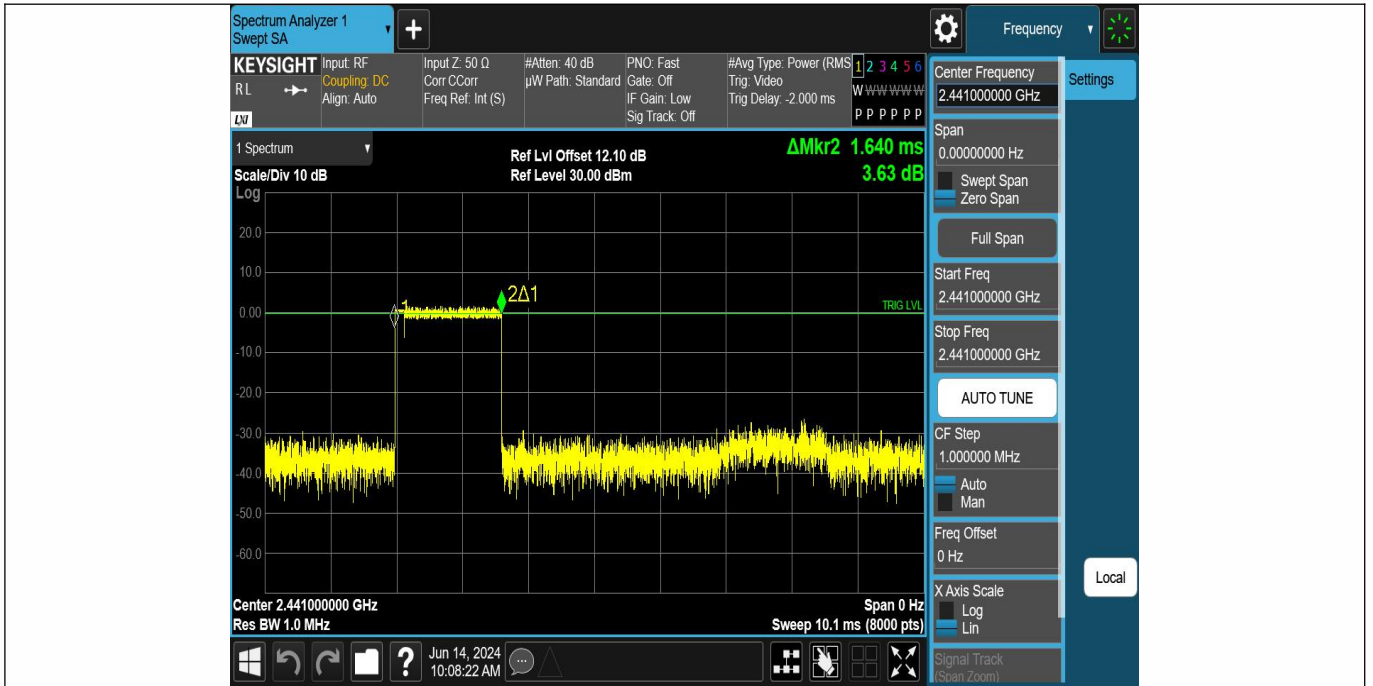 Spectrum Analyzer 1
Swept SA
+
Frequency
KEYSIGHT
RL
LXI
Input: RF
Coupling: DC
Align: Auto
Input Z: 50 Ω
Corr CCorr
Freq Ref: Int (S)
#Atten: 40 dB
µW Path: Standard
PNO: Fast
Gate: Off
IF Gain: Low
Sig Track: Off
#Avg Type: Power (RMS
Trig: Video
Trig Delay: -2.000 ms
1 2 3 4 5 6
W W W W W W
P P P P P P
1 Spectrum
Scale/Div 10 dB
Ref Lvl Offset 12.10 dB
Ref Level 30.00 dBm
ΔMkr2 1.640 ms
3.63 dB
Log
20.0
10.0
0.00
-10.0
-20.0
-30.0
-40.0
-50.0
-60.0
1
2Δ1
TRIG LVL
Center 2.441000000 GHz
Res BW 1.0 MHz
Span 0 Hz
Sweep 10.1 ms (8000 pts)
Center Frequency
2.441000000 GHz
Settings
Span
0.00000000 Hz
Swept Span
Zero Span
Full Span
Start Freq
2.441000000 GHz
Stop Freq
2.441000000 GHz
AUTO TUNE
CF Step
1.000000 MHz
Auto
Man
Freq Offset
0 Hz
X Axis Scale
Log
Lin
Signal Track
(Span Zoom)
Local
?
Jun 14, 2024
10:08:22 AM